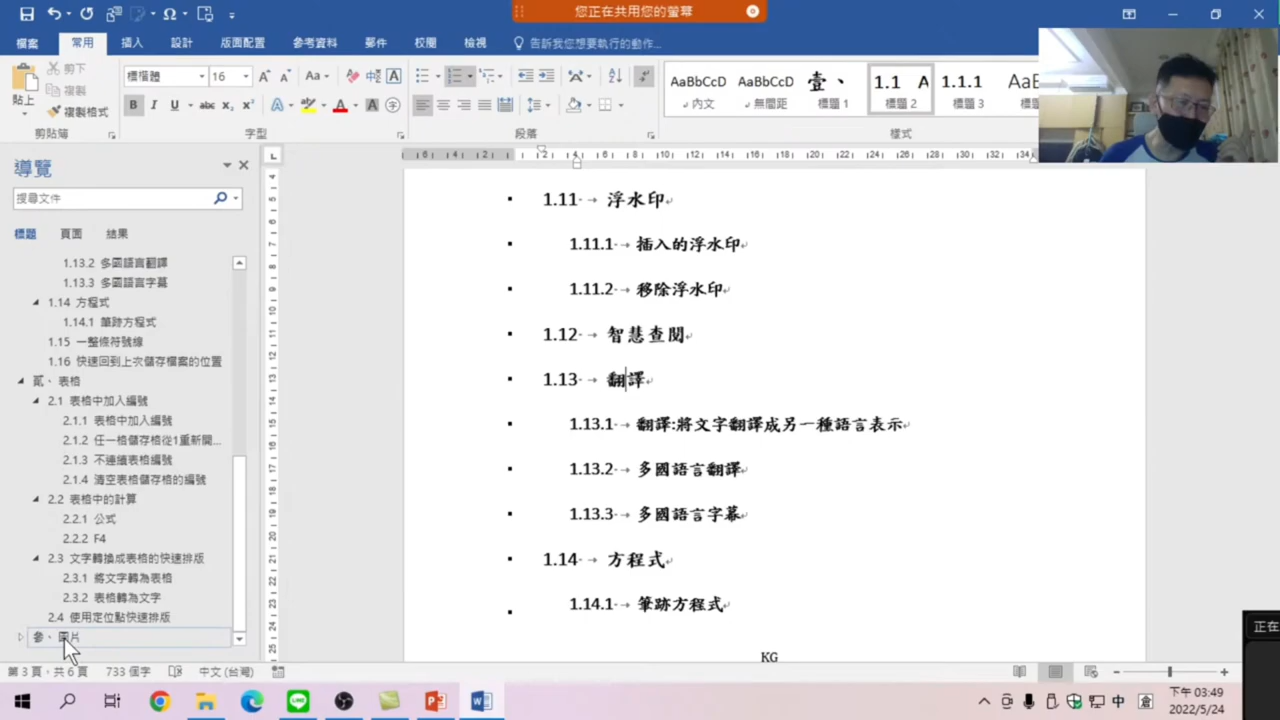 您正在共用您的螢幕
檔案 常用 插入 設計 版面配置 參考資料 郵件 校閱 檢視 告訴我您想要執行的動作...
貼上
剪下
複製
複製格式
標楷體 16
AaBbCcD AaBbCcD 壹、 1.1 A 1.1.1 Aa
內文 無間距 標題 1 標題 2 標題 3
剪貼簿 字型 段落 樣式
導覽
搜尋文件
標題 頁面 結果
1.13.2 多國語言翻譯
1.13.3 多國語言字幕
1.14 方程式
1.14.1 筆跡方程式
1.15 一整條符號線
1.16 快速回到上次儲存檔案的位置
貳、 表格
2.1 表格中加入編號
2.1.1 表格中加入編號
2.1.2 任一格儲存格從1重新開...
2.1.3 不連續表格編號
2.1.4 清空表格儲存格的編號
2.2 表格中的計算
2.2.1 公式
2.2.2 F4
2.3 文字轉換成表格的快速排版
2.3.1 將文字轉為表格
2.3.2 表格轉為文字
2.4 使用定位點快速排版
參、 圖片
1.11 浮水印
1.11.1 插入的浮水印
1.11.2 移除浮水印
1.12 智慧查閱
1.13 翻譯
1.13.1 翻譯:將文字翻譯成另一種語言表示
1.13.2 多國語言翻譯
1.13.3 多國語言字幕
1.14 方程式
1.14.1 筆跡方程式
KG
正在
第 3 頁，共 6 頁 733 個字 中文 (台灣)
中 下午 03:49
2022/5/24